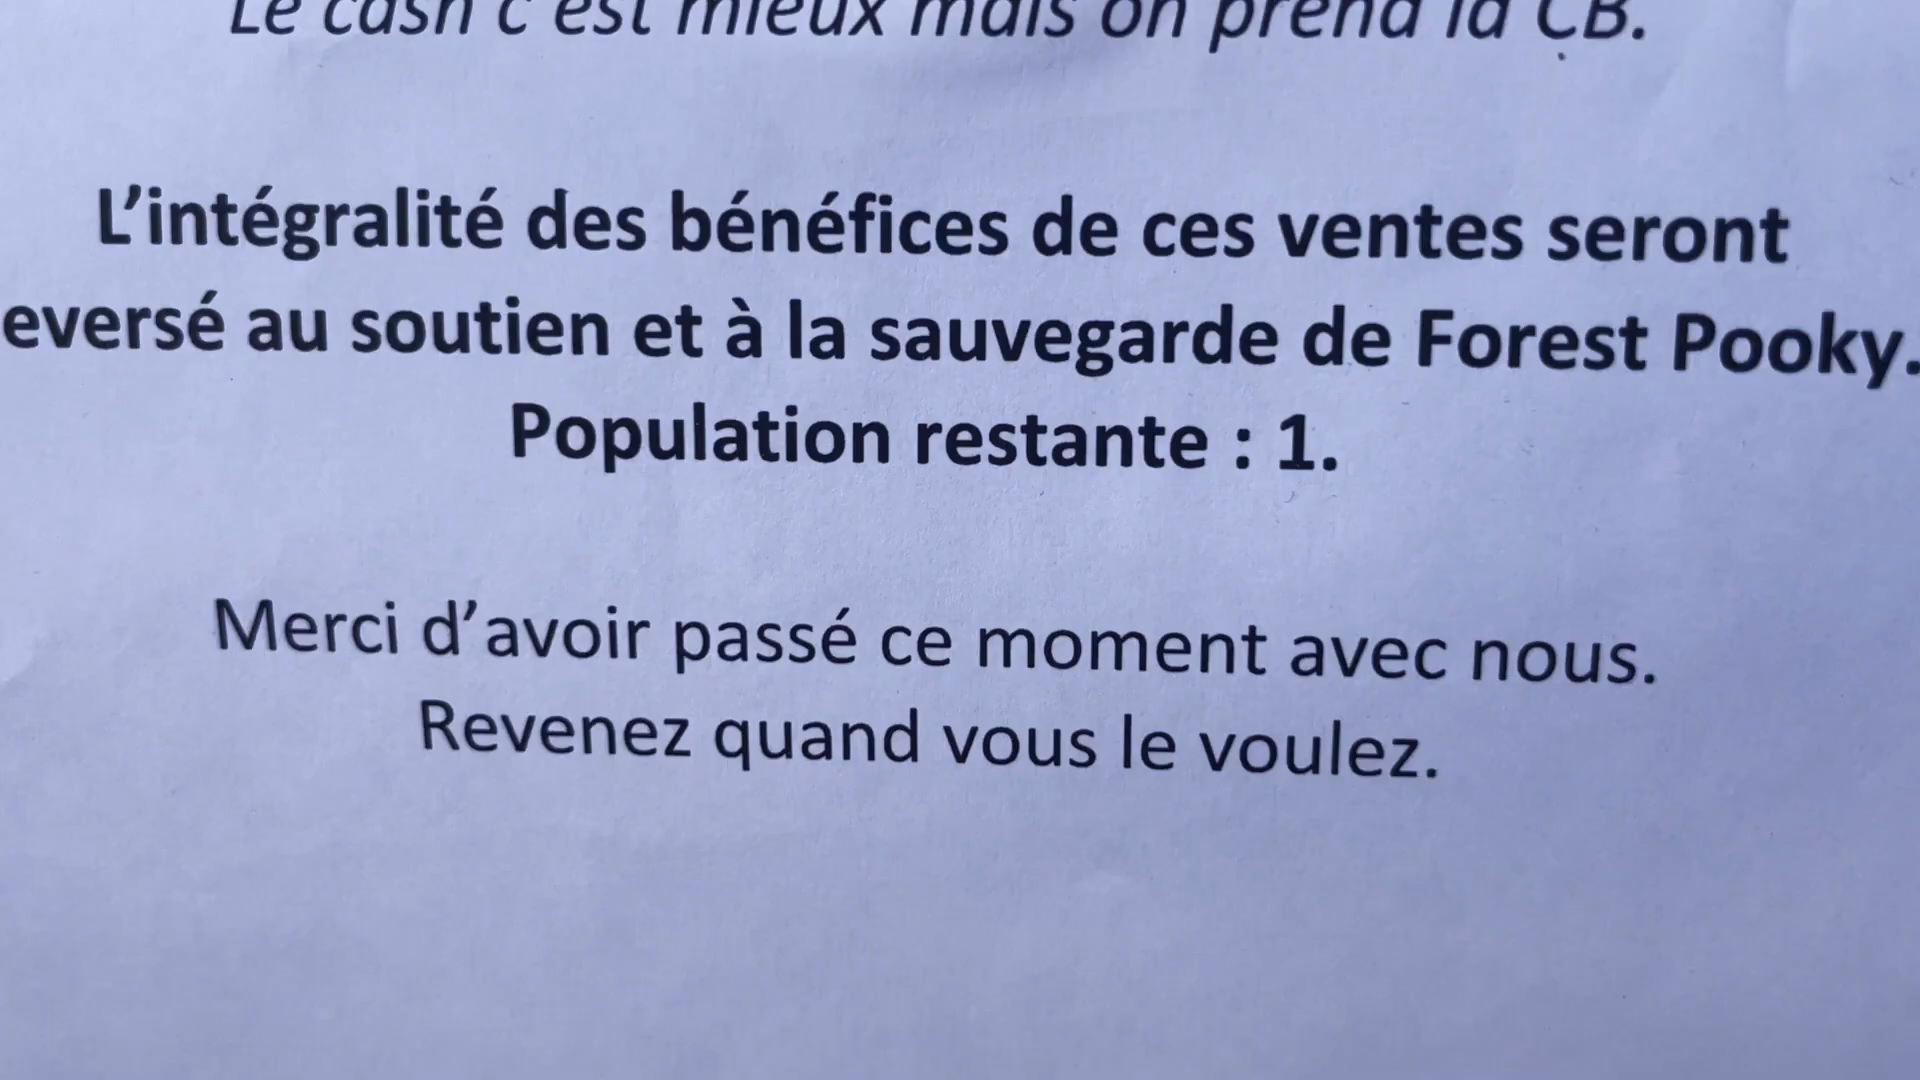 Le cash c'est mieux mais on prend la CB.
L'intégralité des bénéfices de ces ventes seront
eversé au soutien et à la sauvegarde de Forest Pooky.
Population restante : 1.
Merci d'avoir passé ce moment avec nous.
Revenez quand vous le voulez.